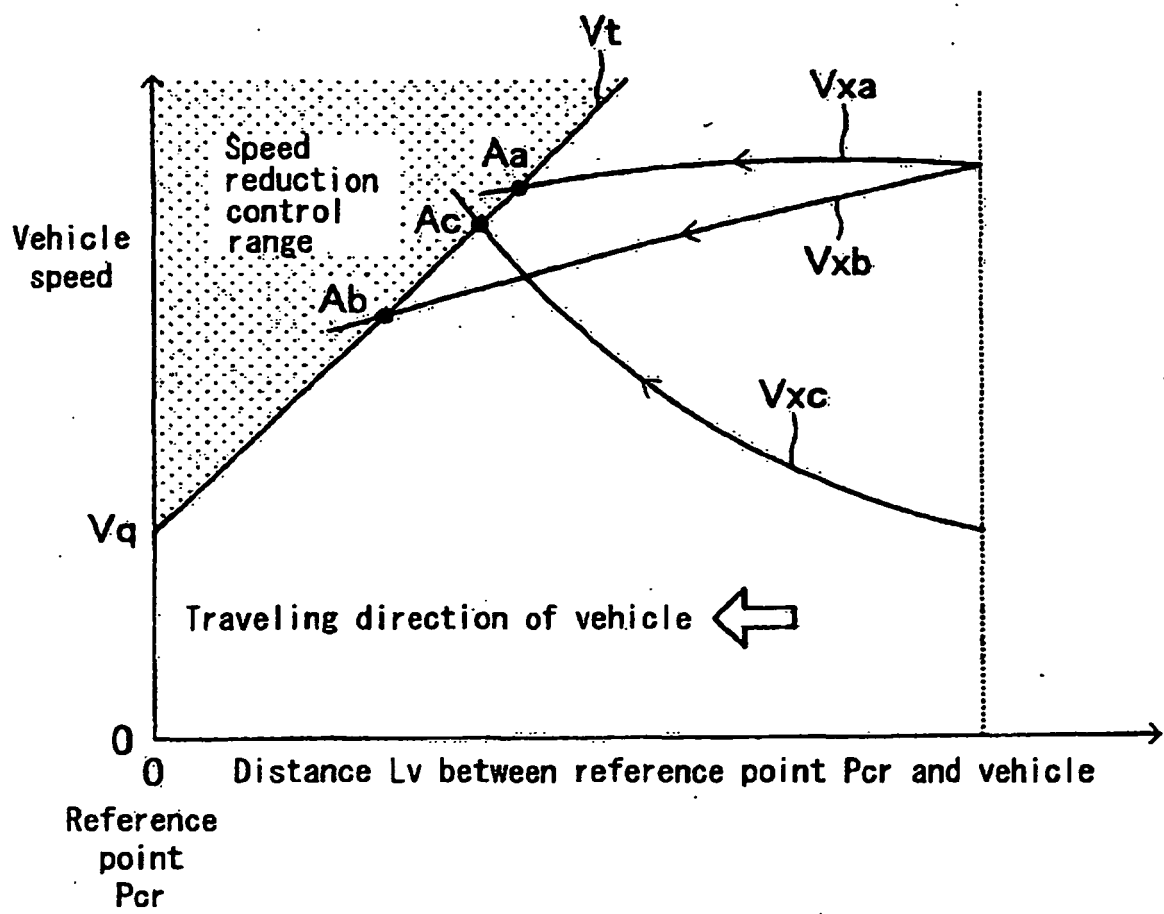 Vt
Vxa
Speed
reduction
control
range
Aa
Ac
Vehicle
speed
Vxb
Ab
Vxc
Vq
Traveling direction of vehicle
0
0
Distance Lv between reference point Pcr and vehicle
Reference
point
Pcr